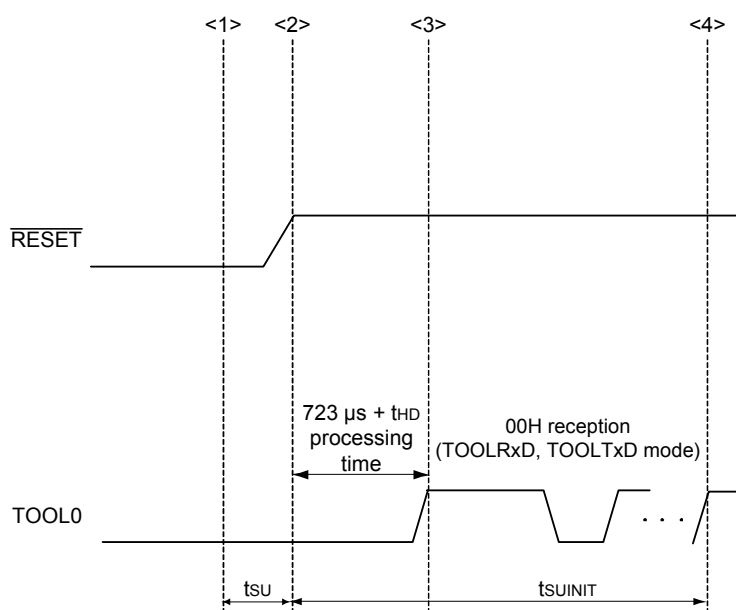 <1> <2> <3> <4>
RESET
723 µs + tHD
processing
time
00H reception
(TOOLRxD, TOOLTxD mode)
TOOL0
. . .
tSU
tSUINIT